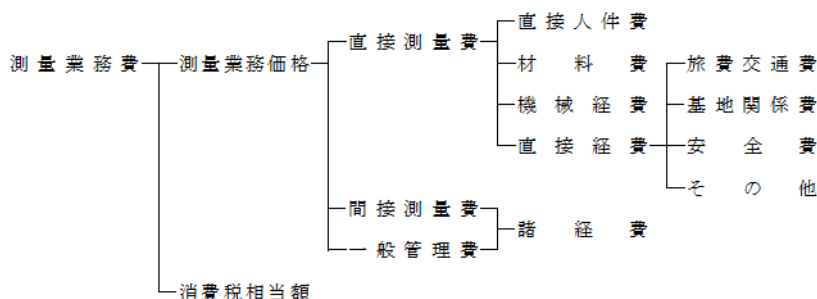 直接人件費
測量業務費 測量業務価格 直接測量費 材料費 旅費交通費
機械経費 基地関係費
直接経費 安全費
その他
間接測量費
諸経費
一般管理費
消費税相当額